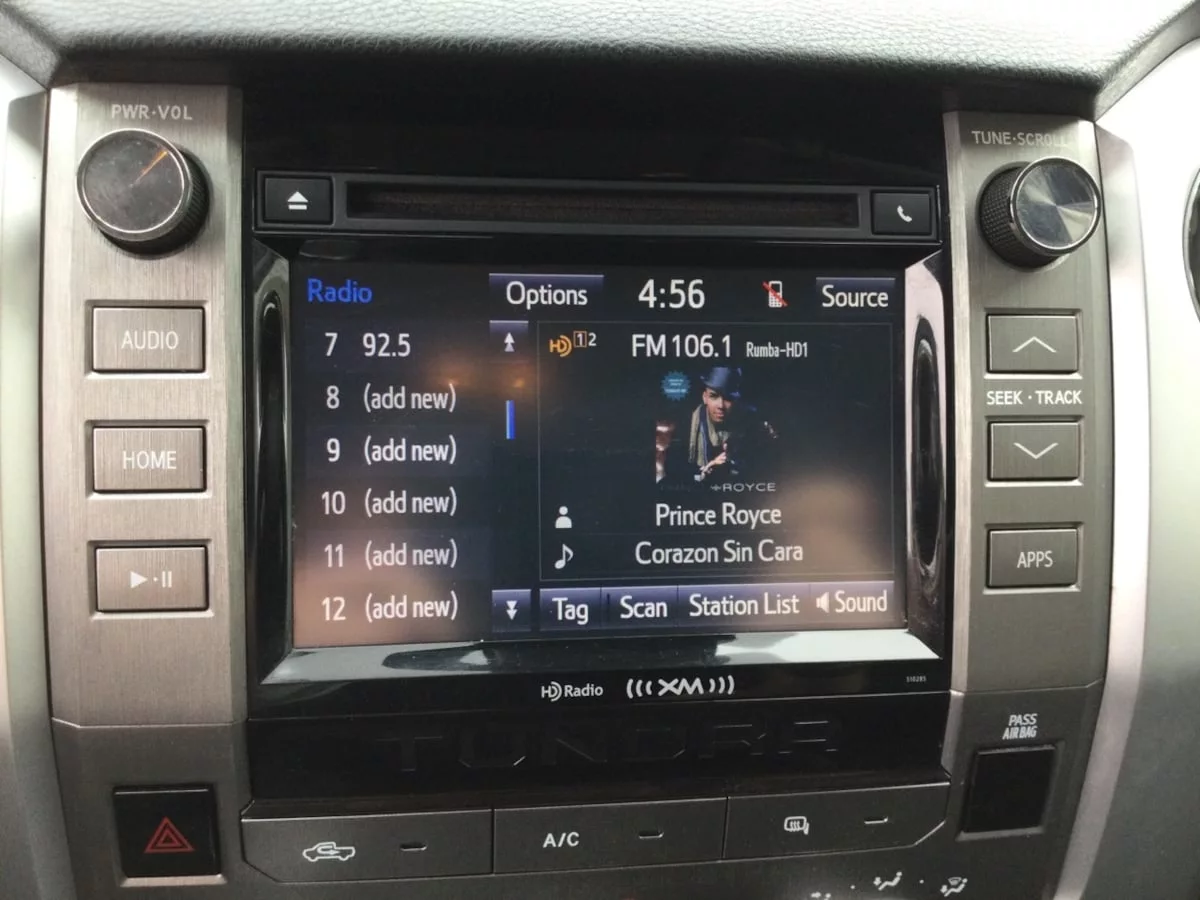 PWR·VOL
TUNE·SCROLL
Radio
Options
4:56
Source
7 92.5
8 (add new)
9 (add new)
10 (add new)
11 (add new)
12 (add new)
HD 1 2
FM 106.1 Rumba-HD1
ROYCE
Prince Royce
Corazon Sin Cara
Tag
Scan
Station List
Sound
AUDIO
HOME
SEEK · TRACK
APPS
HD Radio
(((XM)))
510285
TUNDRA
PASS
AIR BAG
A/C